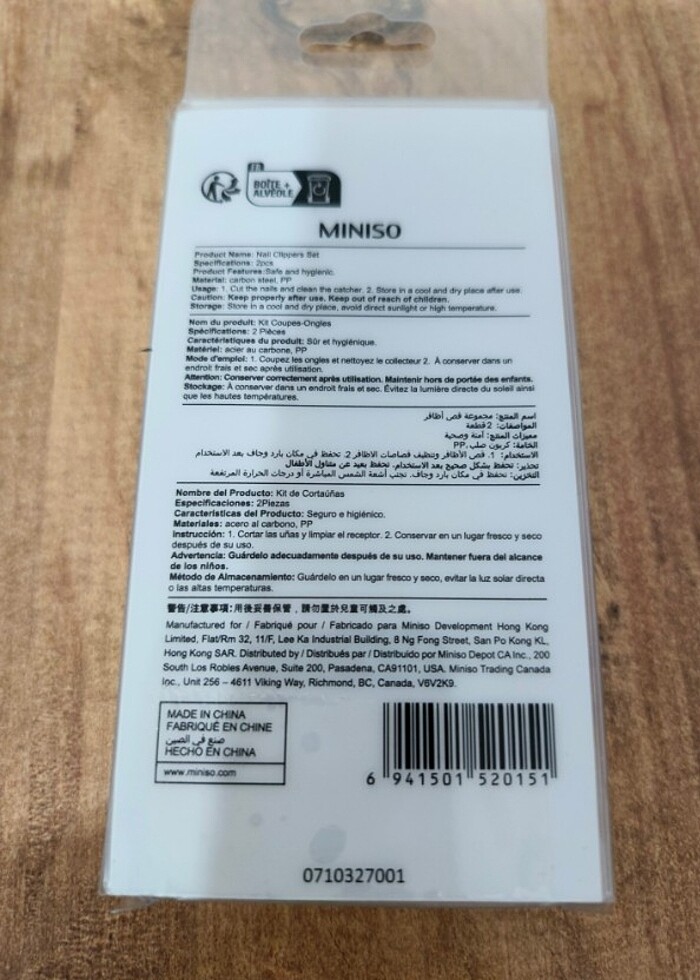 FR
BOÎTE +
ALVÉOLE
MINISO
Product Name: Nail Clippers Set
Specifications: 2pcs
Product Features:Safe and hygienic.
Material: carbon steel, PP
Usage: 1. Cut the nails and clean the catcher. 2. Store in a cool and dry place after use.
Caution: Keep properly after use. Keep out of reach of children.
Storage: Store in a cool and dry place, avoid direct sunlight or high temperature.
Nom du produit: Kit Coupes-Ongles
Spécifications: 2 Pièces
Caractéristiques du produit: Sûr et hygiénique.
Matériel: acier au carbone, PP
Mode d'emploi: 1. Coupez les ongles et nettoyez le collecteur 2. À conserver dans un
endroit frais et sec après utilisation.
Attention: Conserver correctement après utilisation. Maintenir hors de portée des enfants.
Stockage: À conserver dans un endroit frais et sec. Évitez la lumière directe du soleil ainsi
que les hautes températures.
اسم المنتج: مجموعة قص أظافر
المواصفات: 2قطعة
مميزات المنتج: آمنة وصحية
الخامة: كربون صلب,PP
الاستخدام: 1. قص الأظافر وتنظيف قصاصات الاظافر 2. تحفظ في مكان بارد وجاف بعد الاستخدام
تحذير: تحفظ بشكل صحيح بعد الاستخدام، تحفظ بعيد عن متناول الأطفال
التخزين: تحفظ في مكان بارد وجاف، تجنب أشعة الشمس المباشرة أو درجات الحرارة المرتفعة
Nombre del Producto: Kit de Cortaúñas
Especificaciones: 2Piezas
Características del Producto: Seguro e higiénico.
Materiales: acero al carbono, PP
Instrucción: 1. Cortar las uñas y limpiar el receptor. 2. Conservar en un lugar fresco y seco
después de su uso.
Advertencia: Guárdelo adecuadamente después de su uso. Mantener fuera del alcance
de los niños.
Método de Almacenamiento: Guárdelo en un lugar fresco y seco, evitar la luz solar directa
o las altas temperaturas.
警告/注意事項:用後妥善保管，請勿置於兒童可觸及之處。
Manufactured for / Fabriqué pour / Fabricado para Miniso Development Hong Kong
Limited, Flat/Rm 32, 11/F, Lee Ka Industrial Building, 8 Ng Fong Street, San Po Kong KL,
Hong Kong SAR. Distributed by / Distribués par / Distribuido por Miniso Depot CA Inc., 200
South Los Robles Avenue, Suite 200, Pasadena, CA91101, USA. Miniso Trading Canada
Inc., Unit 256 – 4611 Viking Way, Richmond, BC, Canada, V6V2K9.
MADE IN CHINA
FABRIQUÉ EN CHINE
صنع في الصين
HECHO EN CHINA
www.miniso.com
6 941501 520151
0710327001